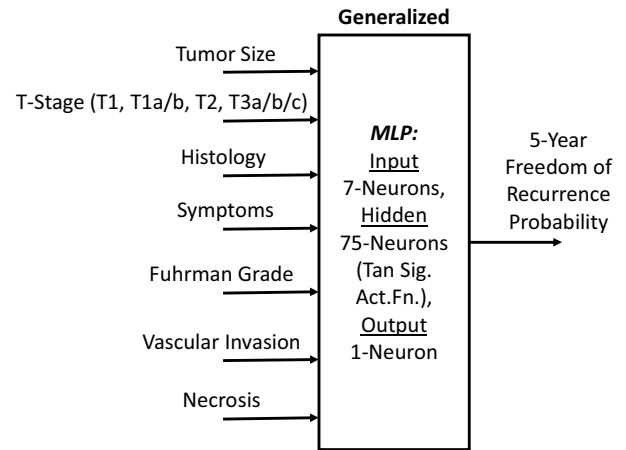 Generalized
Tumor Size
T-Stage (T1, T1a/b, T2, T3a/b/c)
Histology
Symptoms
Fuhrman Grade
Vascular Invasion
Necrosis
MLP:
Input
7-Neurons,
Hidden
75-Neurons
(Tan Sig.
Act.Fn.),
Output
1-Neuron
5-Year
Freedom of
Recurrence
Probability